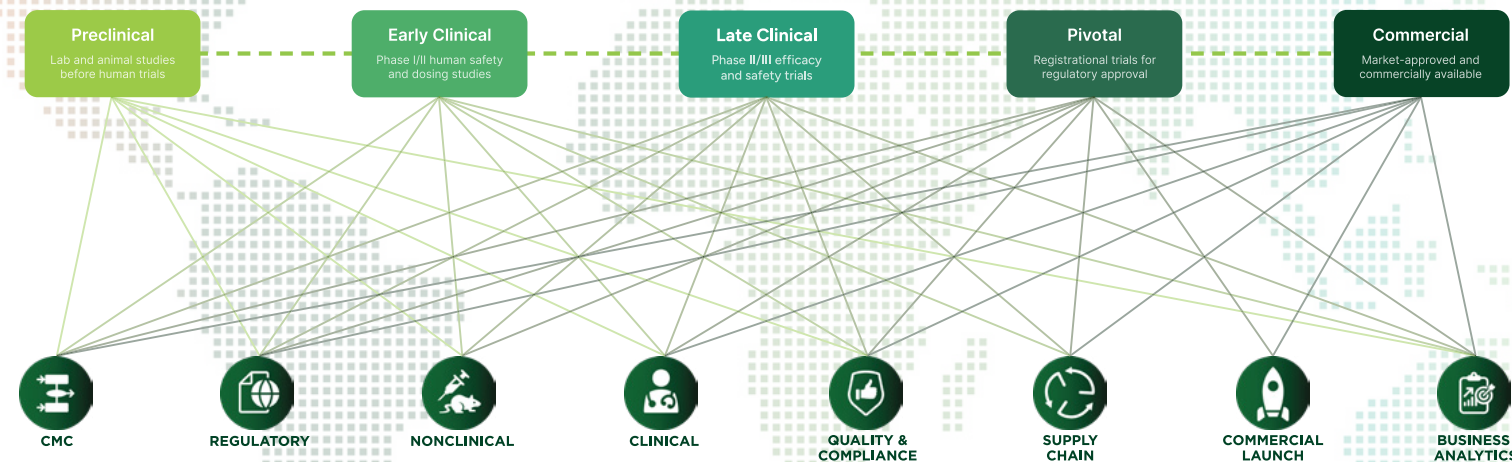 Preclinical
Lab and animal studies
before human trials
Early Clinical
Phase I/II human safety
and dosing studies
Late Clinical
Phase II/III efficacy
and safety trials
Pivotal
Registrational trials for
regulatory approval
Commercial
Market-approved and
commercially available
CMC
REGULATORY
NONCLINICAL
CLINICAL
QUALITY &
COMPLIANCE
SUPPLY
CHAIN
COMMERCIAL
LAUNCH
BUSINESS
ANALYTICS